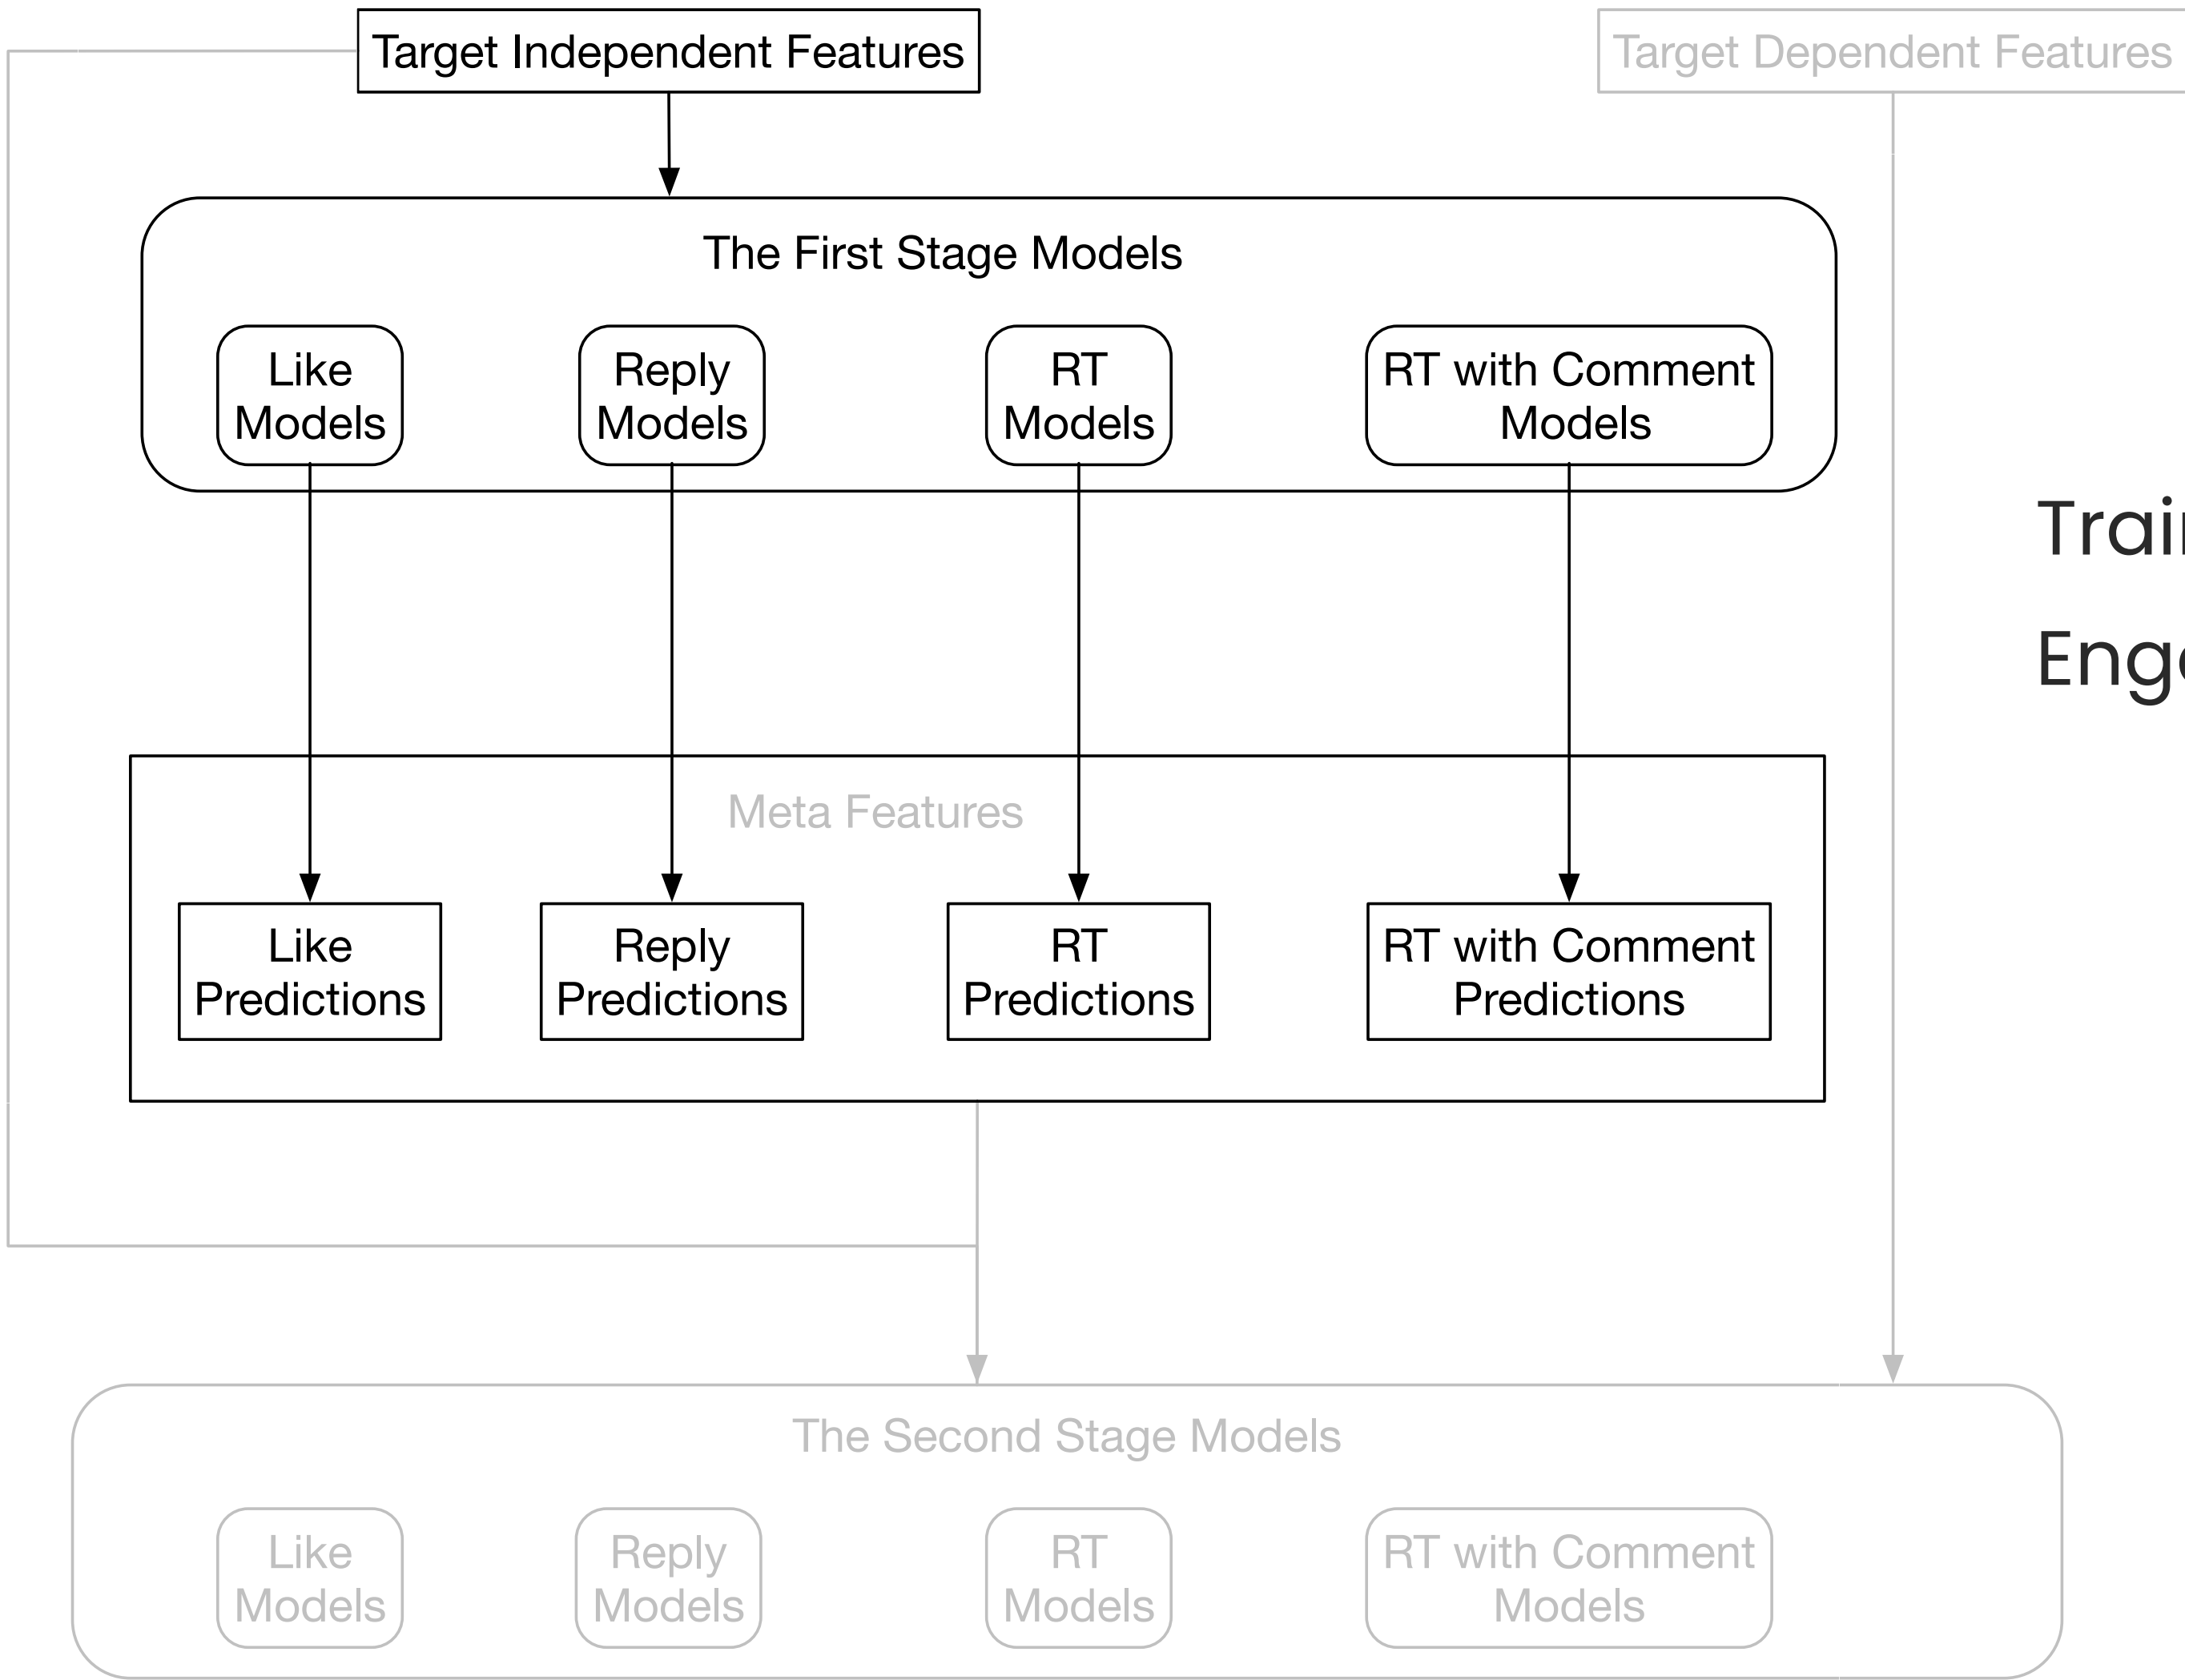 Target Independent Features
Target Dependent Features
The First Stage Models
Like
Models
Reply
Models
RT
Models
RT with Comment
Models
Meta Features
Like
Predictions
Reply
Predictions
RT
Predictions
RT with Comment
Predictions
The Second Stage Models
Like
Models
Reply
Models
RT
Models
RT with Comment
Models